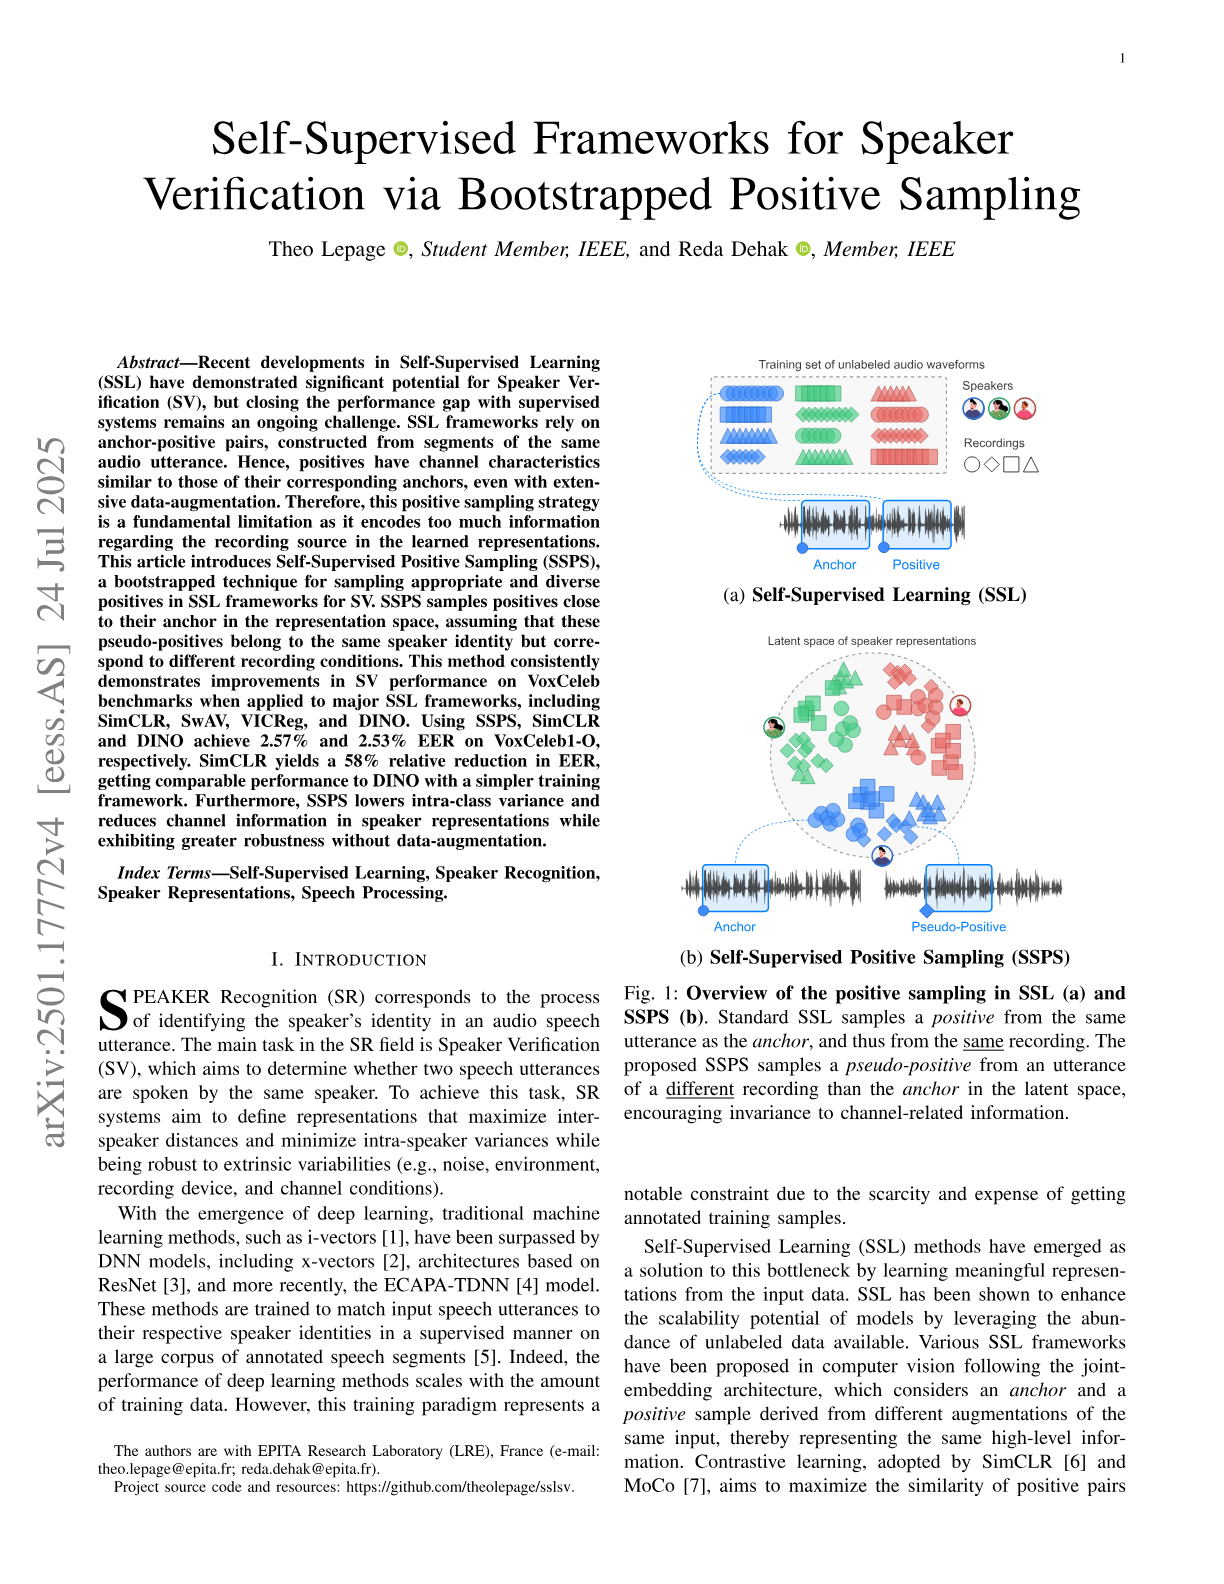 1
Self-Supervised Frameworks for Speaker
Verification via Bootstrapped Positive Sampling
Theo Lepage iD, Student Member, IEEE, and Reda Dehak iD, Member, IEEE
arXiv:2501.17772v4 [eess.AS] 24 Jul 2025
Abstract—Recent developments in Self-Supervised Learning
(SSL) have demonstrated significant potential for Speaker Ver-
ification (SV), but closing the performance gap with supervised
systems remains an ongoing challenge. SSL frameworks rely on
anchor-positive pairs, constructed from segments of the same
audio utterance. Hence, positives have channel characteristics
similar to those of their corresponding anchors, even with exten-
sive data-augmentation. Therefore, this positive sampling strategy
is a fundamental limitation as it encodes too much information
regarding the recording source in the learned representations.
This article introduces Self-Supervised Positive Sampling (SSPS),
a bootstrapped technique for sampling appropriate and diverse
positives in SSL frameworks for SV. SSPS samples positives close
to their anchor in the representation space, assuming that these
pseudo-positives belong to the same speaker identity but corre-
spond to different recording conditions. This method consistently
demonstrates improvements in SV performance on VoxCeleb
benchmarks when applied to major SSL frameworks, including
SimCLR, SwAV, VICReg, and DINO. Using SSPS, SimCLR
and DINO achieve 2.57% and 2.53% EER on VoxCeleb1-O,
respectively. SimCLR yields a 58% relative reduction in EER,
getting comparable performance to DINO with a simpler training
framework. Furthermore, SSPS lowers intra-class variance and
reduces channel information in speaker representations while
exhibiting greater robustness without data-augmentation.
Index Terms—Self-Supervised Learning, Speaker Recognition,
Speaker Representations, Speech Processing.
I. INTRODUCTION
SPEAKER Recognition (SR) corresponds to the process
of identifying the speaker's identity in an audio speech
utterance. The main task in the SR field is Speaker Verification
(SV), which aims to determine whether two speech utterances
are spoken by the same speaker. To achieve this task, SR
systems aim to define representations that maximize inter-
speaker distances and minimize intra-speaker variances while
being robust to extrinsic variabilities (e.g., noise, environment,
recording device, and channel conditions).
With the emergence of deep learning, traditional machine
learning methods, such as i-vectors [1], have been surpassed by
DNN models, including x-vectors [2], architectures based on
ResNet [3], and more recently, the ECAPA-TDNN [4] model.
These methods are trained to match input speech utterances to
their respective speaker identities in a supervised manner on
a large corpus of annotated speech segments [5]. Indeed, the
performance of deep learning methods scales with the amount
of training data. However, this training paradigm represents a
The authors are with EPITA Research Laboratory (LRE), France (e-mail:
theo.lepage@epita.fr; reda.dehak@epita.fr).
Project source code and resources: https://github.com/theolepage/sslsv.
Training set of unlabeled audio waveforms
Speakers
Recordings
Anchor
Positive
(a) Self-Supervised Learning (SSL)
Latent space of speaker representations
Anchor
Pseudo-Positive
(b) Self-Supervised Positive Sampling (SSPS)
Fig. 1: Overview of the positive sampling in SSL (a) and
SSPS (b). Standard SSL samples a positive from the same
utterance as the anchor, and thus from the same recording. The
proposed SSPS samples a pseudo-positive from an utterance
of a different recording than the anchor in the latent space,
encouraging invariance to channel-related information.
notable constraint due to the scarcity and expense of getting
annotated training samples.
Self-Supervised Learning (SSL) methods have emerged as
a solution to this bottleneck by learning meaningful represen-
tations from the input data. SSL has been shown to enhance
the scalability potential of models by leveraging the abun-
dance of unlabeled data available. Various SSL frameworks
have been proposed in computer vision following the joint-
embedding architecture, which considers an anchor and a
positive sample derived from different augmentations of the
same input, thereby representing the same high-level infor-
mation. Contrastive learning, adopted by SimCLR [6] and
MoCo [7], aims to maximize the similarity of positive pairs